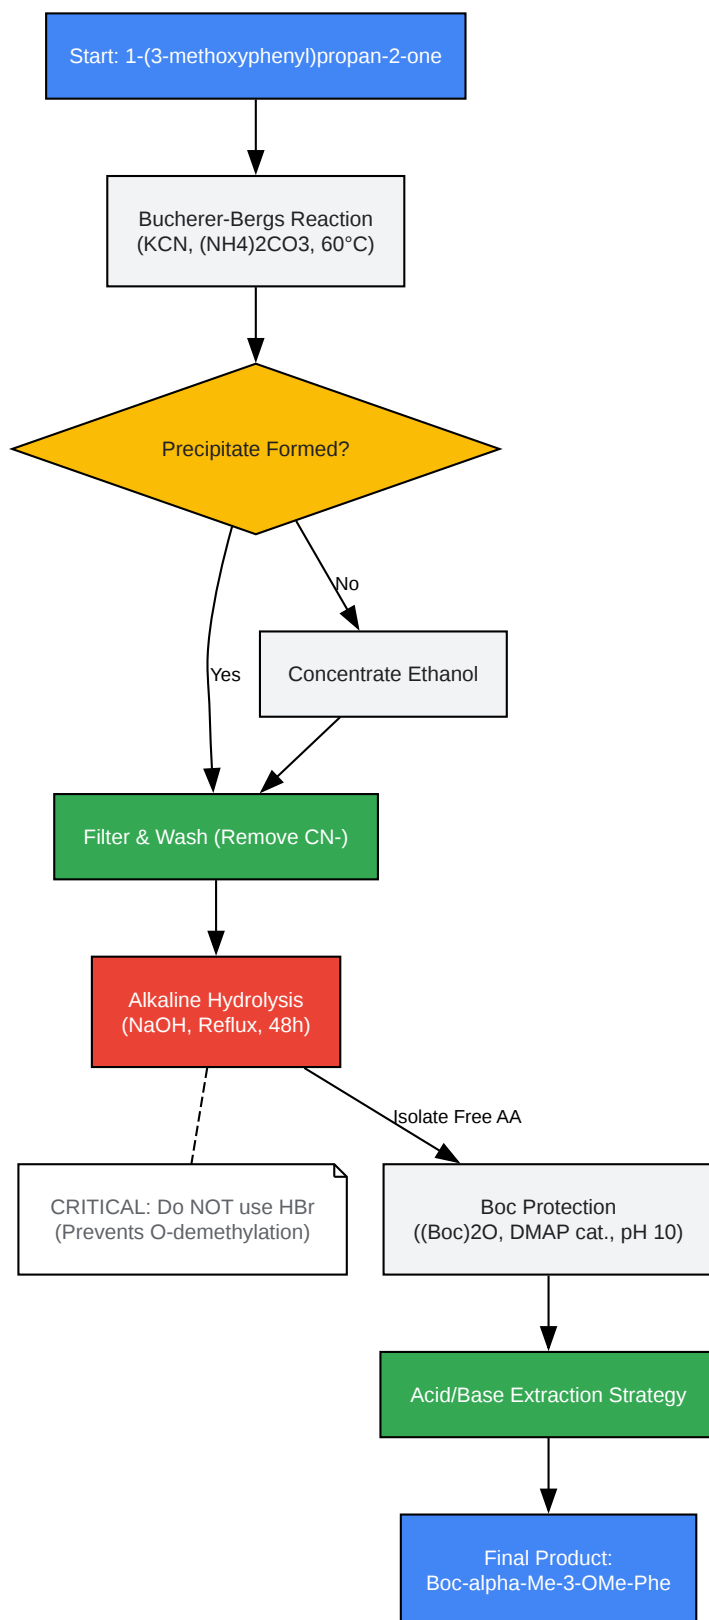 Start: 1-(3-methoxyphenyl)propan-2-one
Bucherer-Bergs Reaction
(KCN, (NH4)2CO3, 60°C)
Precipitate Formed?
No
Concentrate Ethanol
Yes
Filter & Wash (Remove CN-)
Alkaline Hydrolysis
(NaOH, Reflux, 48h)
Isolate Free AA
CRITICAL: Do NOT use HBr
(Prevents O-demethylation)
Boc Protection
((Boc)2O, DMAP cat., pH 10)
Acid/Base Extraction Strategy
Final Product:
Boc-alpha-Me-3-OMe-Phe